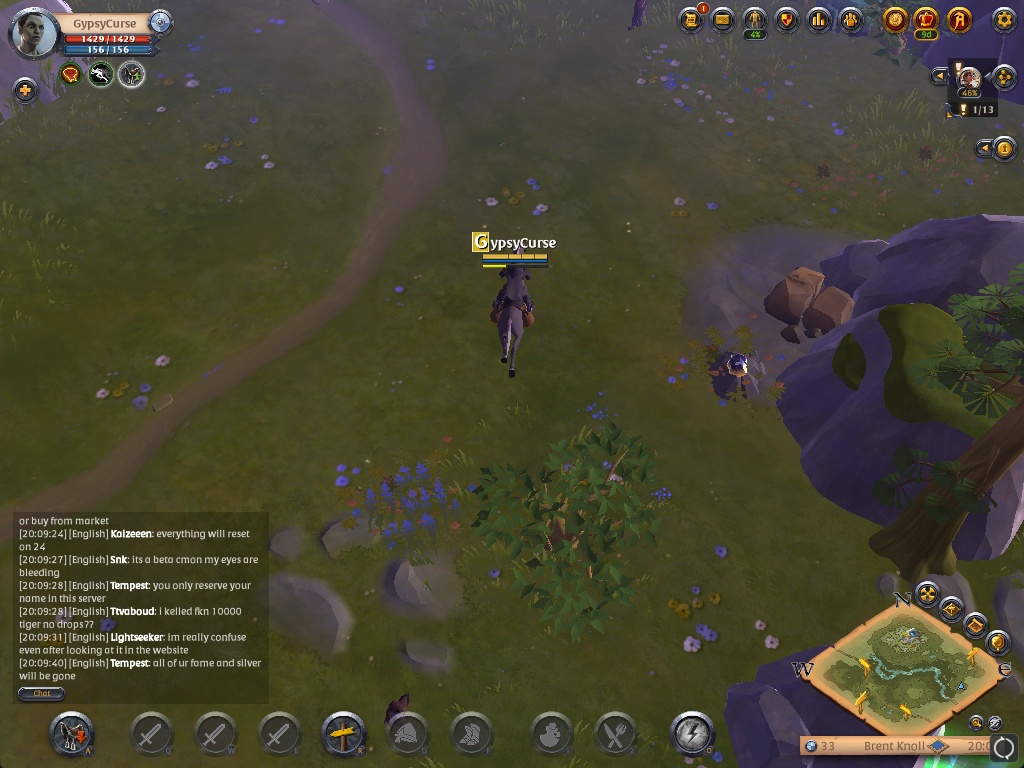 GypsyCurse
1429 / 1429
156 / 156
1
4%
9d
46%
1/13
GypsyCurse
or buy from market
[20:09:24] [English] Kaizeeen: everything will reset
on 24
[20:09:27] [English] Snk: its a beta cmon my eyes are
bleeding
[20:09:28] [English] Tempest: you only reserve your
name in this server
[20:09:28] [English] Ttvaboud: i kelled fkn 10000
tiger no drops??
[20:09:31] [English] Lightseeker: im really confuse
even after looking at it in the website
[20:09:40] [English] Tempest: all of ur fame and silver
will be gone
Chat
N
W
E
A
Q
W
E
R
D
F
33
Brent Knoll